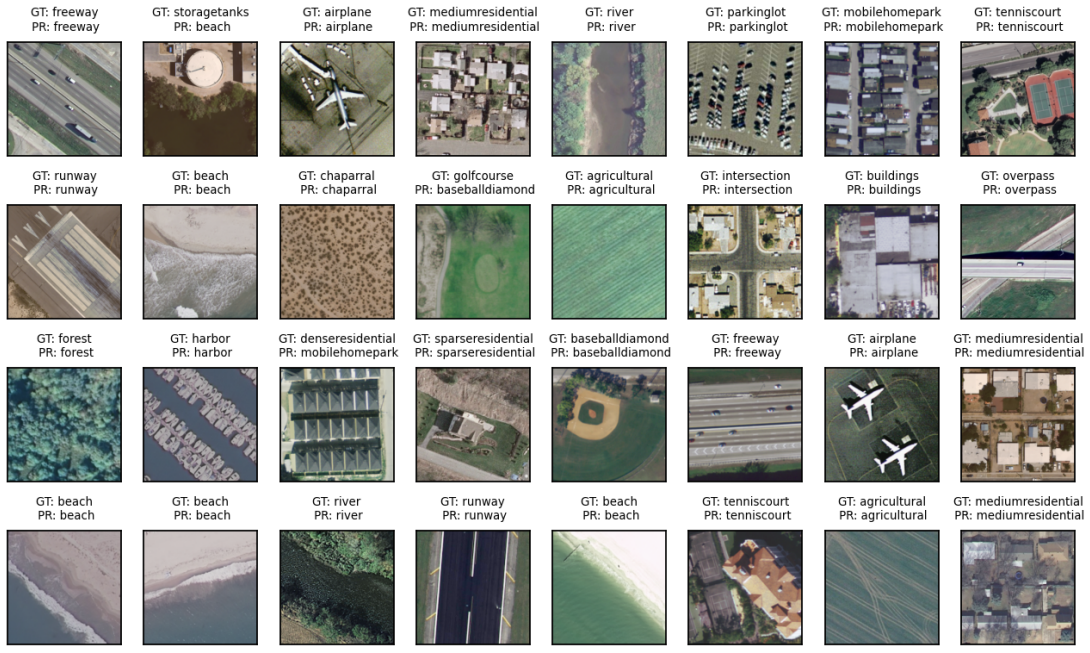 GT: freeway
PR: freeway
GT: storagetanks
PR: beach
GT: airplane
PR: airplane
GT: mediumresidential
PR: mediumresidential
GT: river
PR: river
GT: parkinglot
PR: parkinglot
GT: mobilehomepark
PR: mobilehomepark
GT: tenniscourt
PR: tenniscourt
GT: runway
PR: runway
GT: beach
PR: beach
GT: chaparral
PR: chaparral
GT: golfcourse
PR: baseballdiamond
GT: agricultural
PR: agricultural
GT: intersection
PR: intersection
GT: buildings
PR: buildings
GT: overpass
PR: overpass
GT: forest
PR: forest
GT: harbor
PR: harbor
GT: denseresidential
PR: mobilehomepark
GT: sparseresidential
PR: sparseresidential
GT: baseballdiamond
PR: baseballdiamond
GT: freeway
PR: freeway
GT: airplane
PR: airplane
GT: mediumresidential
PR: mediumresidential
GT: beach
PR: beach
GT: beach
PR: beach
GT: river
PR: river
GT: runway
PR: runway
GT: beach
PR: beach
GT: tenniscourt
PR: tenniscourt
GT: agricultural
PR: agricultural
GT: mediumresidential
PR: mediumresidential